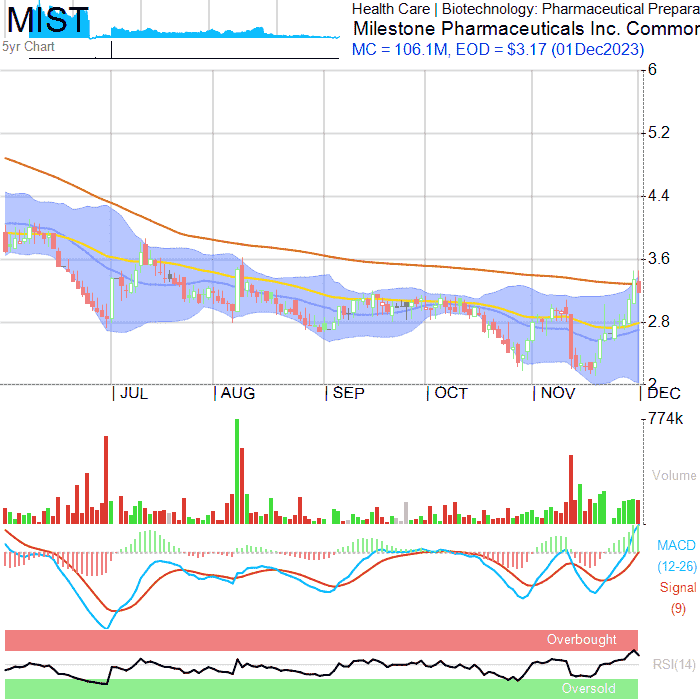 MIST
5yr Chart
Health Care | Biotechnology: Pharmaceutical Prepara
Milestone Pharmaceuticals Inc. Common
MC = 106.1M, EOD = $3.17 (01Dec2023)
6
5.2
4.4
3.6
2.8
2
JUL
AUG
SEP
OCT
NOV
DEC
774k
Volume
MACD
(12-26)
Signal
(9)
Overbought
RSI(14)
Oversold